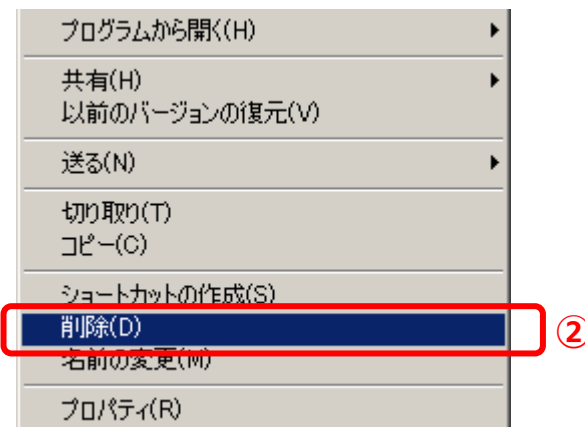 プログラムから開く(H)
共有(H)
以前のバージョンの復元(V)
送る(N)
切り取り(T)
コピー(C)
ショートカットの作成(S)
削除(D)
②
名前の変更(M)
プロパティ(R)